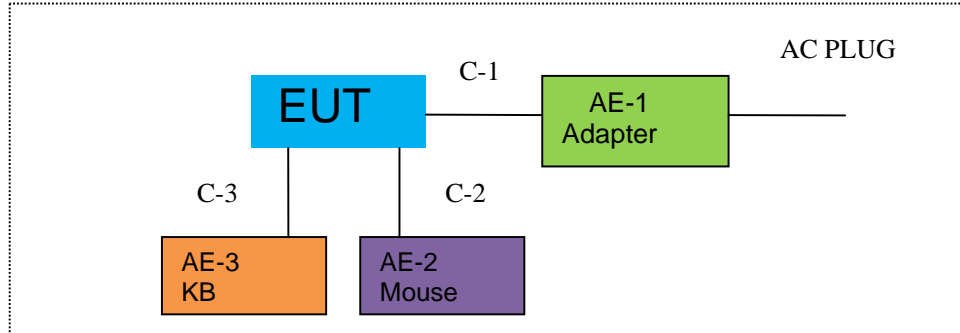 AC PLUG
C-1
EUT
AE-1
Adapter
C-3
C-2
AE-3
KB
AE-2
Mouse